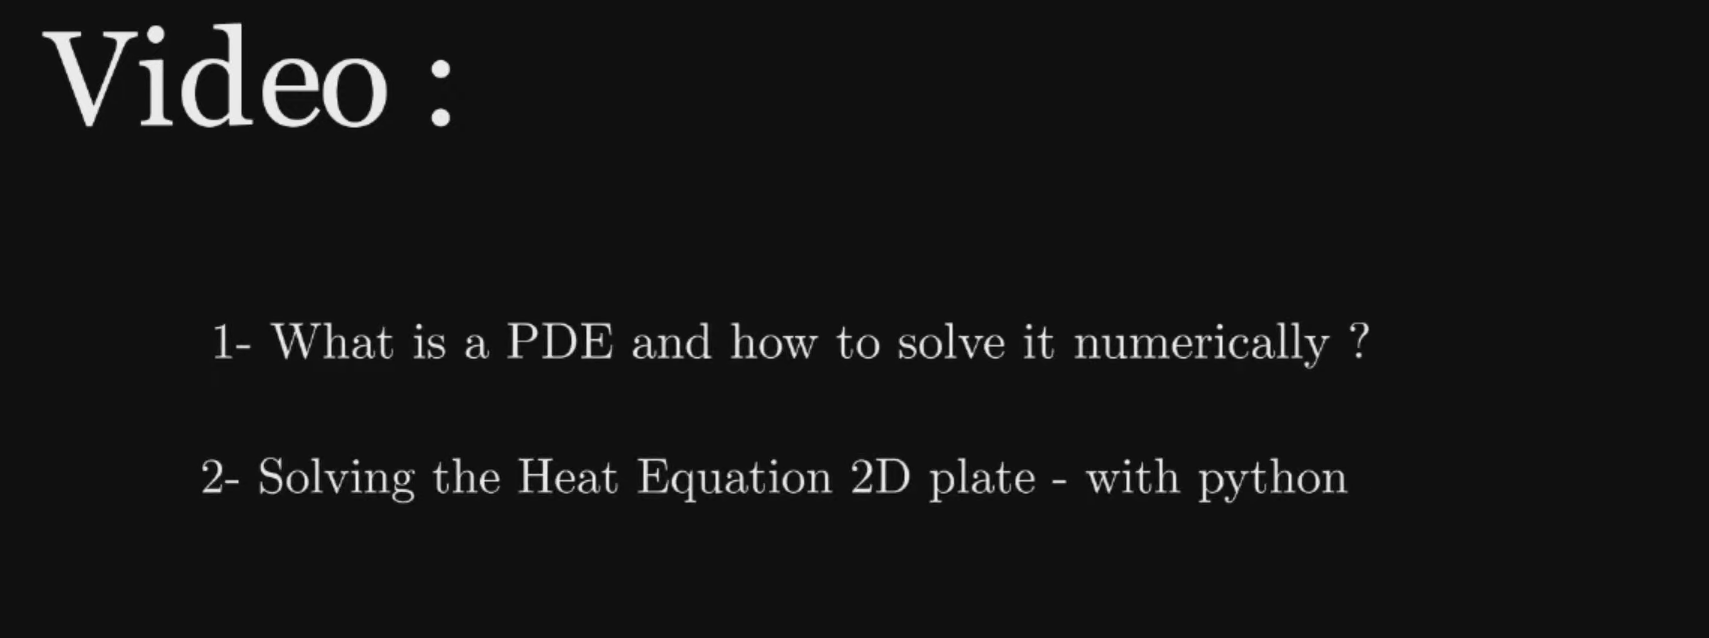 Video :
1- What is a PDE and how to solve it numerically ?
2- Solving the Heat Equation 2D plate - with python